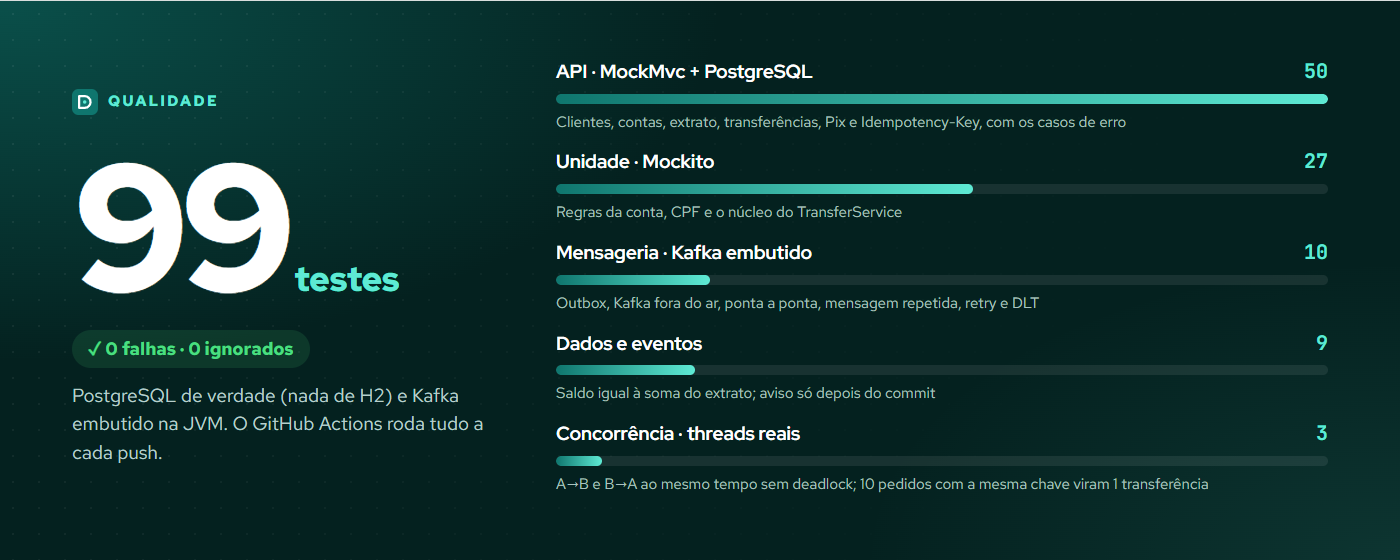 D QUALIDADE
99 testes
✓ 0 falhas · 0 ignorados
PostgreSQL de verdade (nada de H2) e Kafka
embutido na JVM. O GitHub Actions roda tudo a
cada push.
API · MockMvc + PostgreSQL 50
Clientes, contas, extrato, transferências, Pix e Idempotency-Key, com os casos de erro
Unidade · Mockito 27
Regras da conta, CPF e o núcleo do TransferService
Mensageria · Kafka embutido 10
Outbox, Kafka fora do ar, ponta a ponta, mensagem repetida, retry e DLT
Dados e eventos 9
Saldo igual à soma do extrato; aviso só depois do commit
Concorrência · threads reais 3
A→B e B→A ao mesmo tempo sem deadlock; 10 pedidos com a mesma chave viram 1 transferência